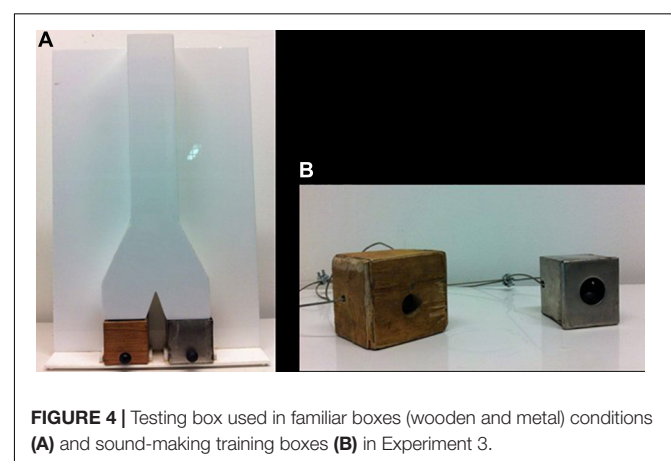 A
B
FIGURE 4 | Testing box used in familiar boxes (wooden and metal) conditions
(A) and sound-making training boxes (B) in Experiment 3.